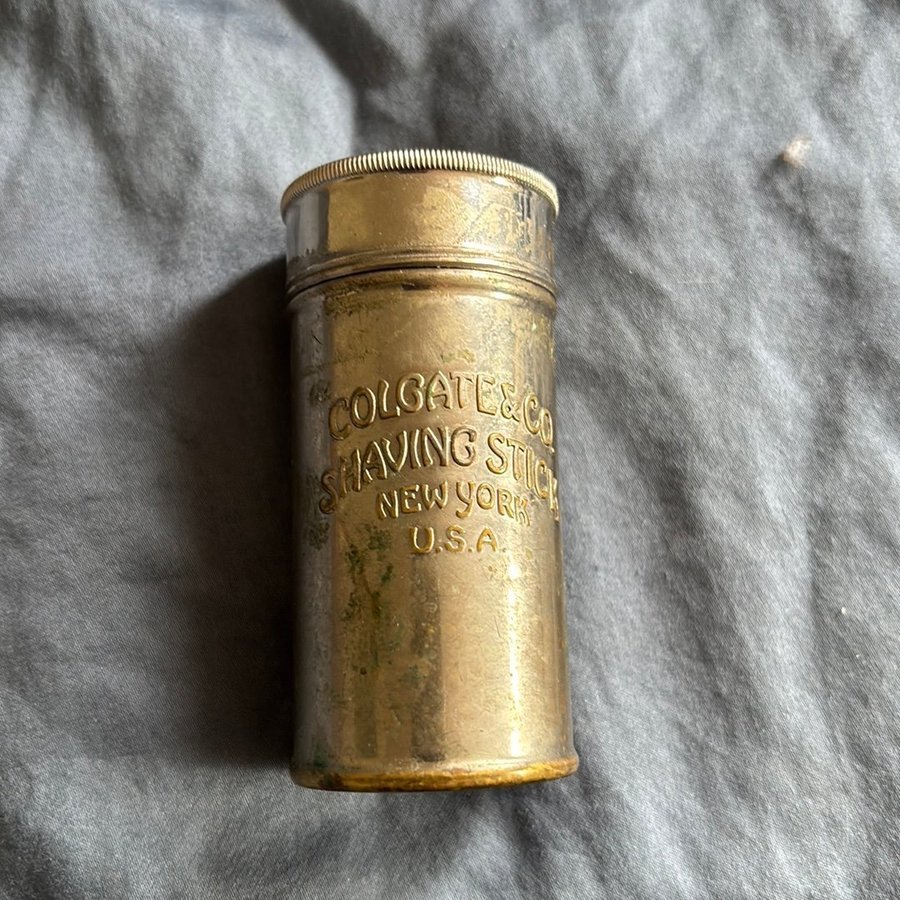 COLGATE & CO
SHAVING STICK
NEW YORK
U.S.A.